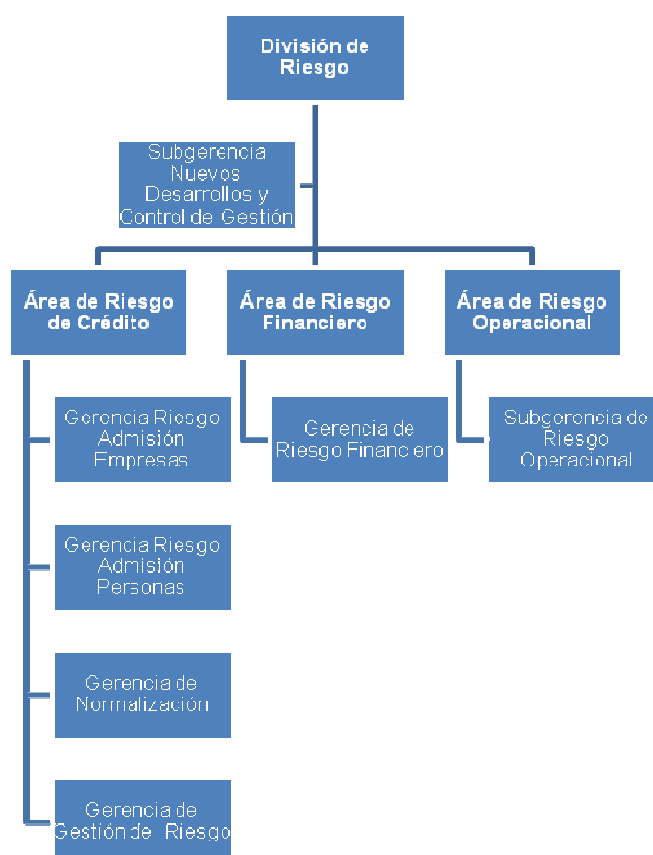 División de
Riesgo
Subgerencia
Nuevos
Desarrollos y
Control de Gestión
Área de Riesgo
de Crédito
Área de Riesgo
Financiero
Área de Riesgo
Operacional
Gerencia Riesgo
Admisión
Empresas
Gerencia de
Riesgo Financiero
Subgerencia de
Riesgo
Operacional
Gerencia Riesgo
Admisión
Personas
Gerencia de
Normalización
Gerencia de
Gestión de Riesgo